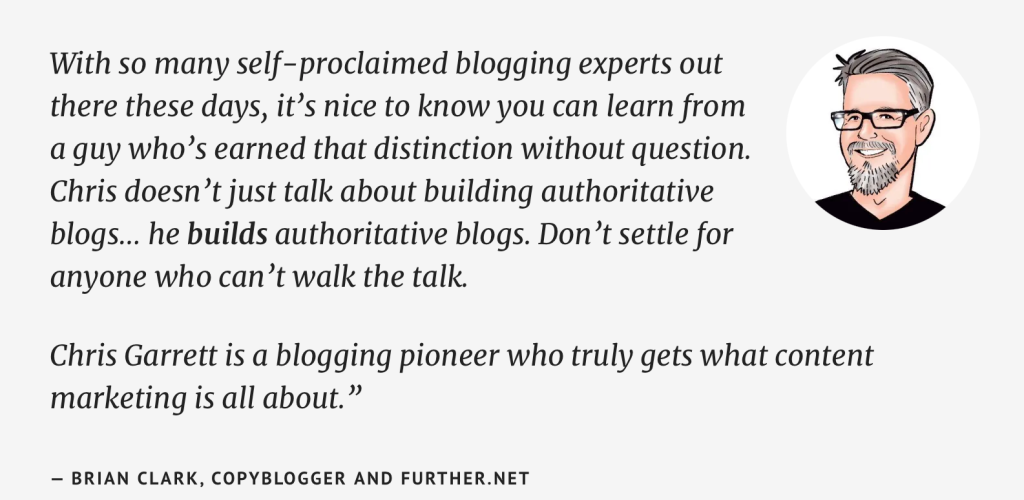 With so many self-proclaimed blogging experts out
there these days, it’s nice to know you can learn from
a guy who’s earned that distinction without question.
Chris doesn’t just talk about building authoritative
blogs… he builds authoritative blogs. Don’t settle for
anyone who can’t walk the talk.
Chris Garrett is a blogging pioneer who truly gets what content
marketing is all about.”
— BRIAN CLARK, COPYBLOGGER AND FURTHER.NET